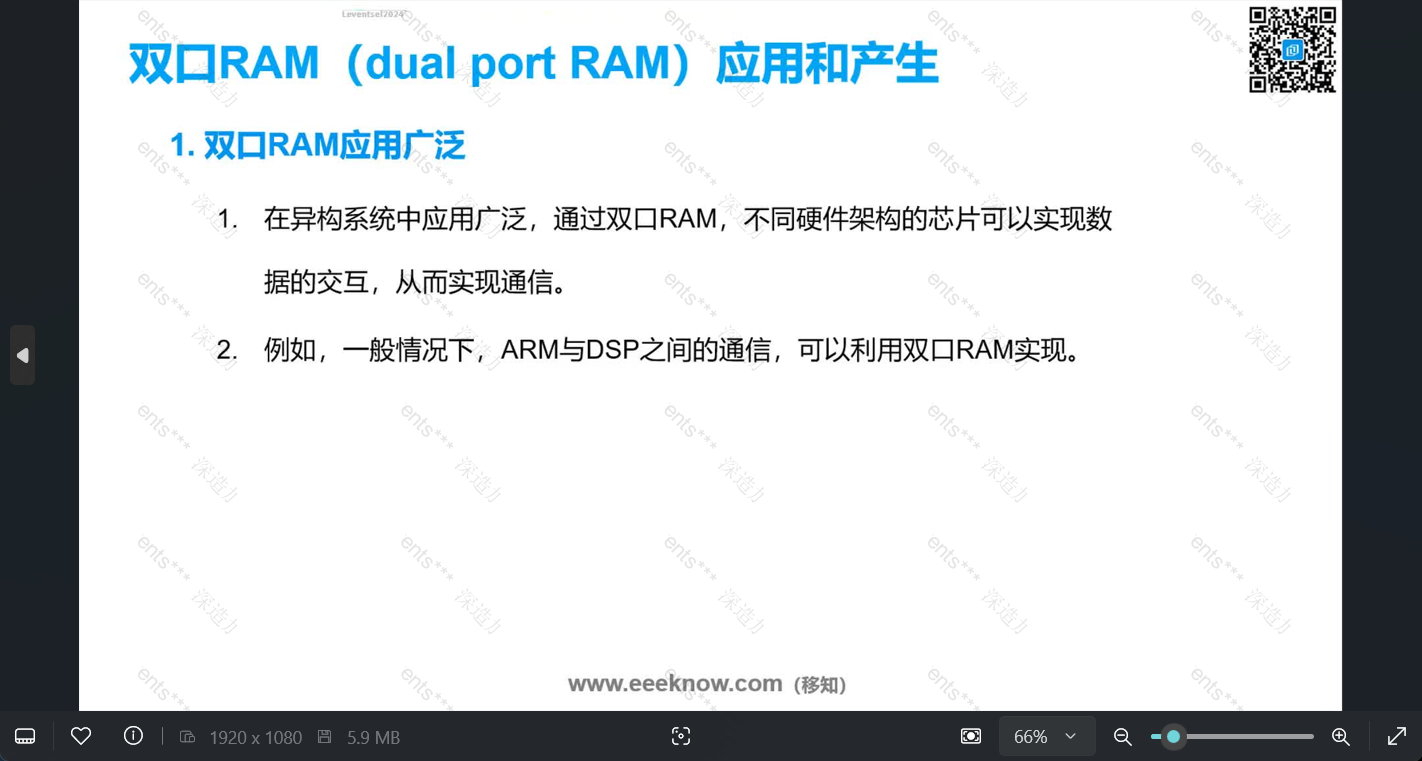 Leventsel2024
双口RAM（dual port RAM）应用和产生
1. 双口RAM应用广泛
1. 在异构系统中应用广泛，通过双口RAM，不同硬件架构的芯片可以实现数
据的交互，从而实现通信。
2. 例如，一般情况下，ARM与DSP之间的通信，可以利用双口RAM实现。
ents*** 深造力
www.eeeknow.com（移知）
1920 x 1080 5.9 MB 66%